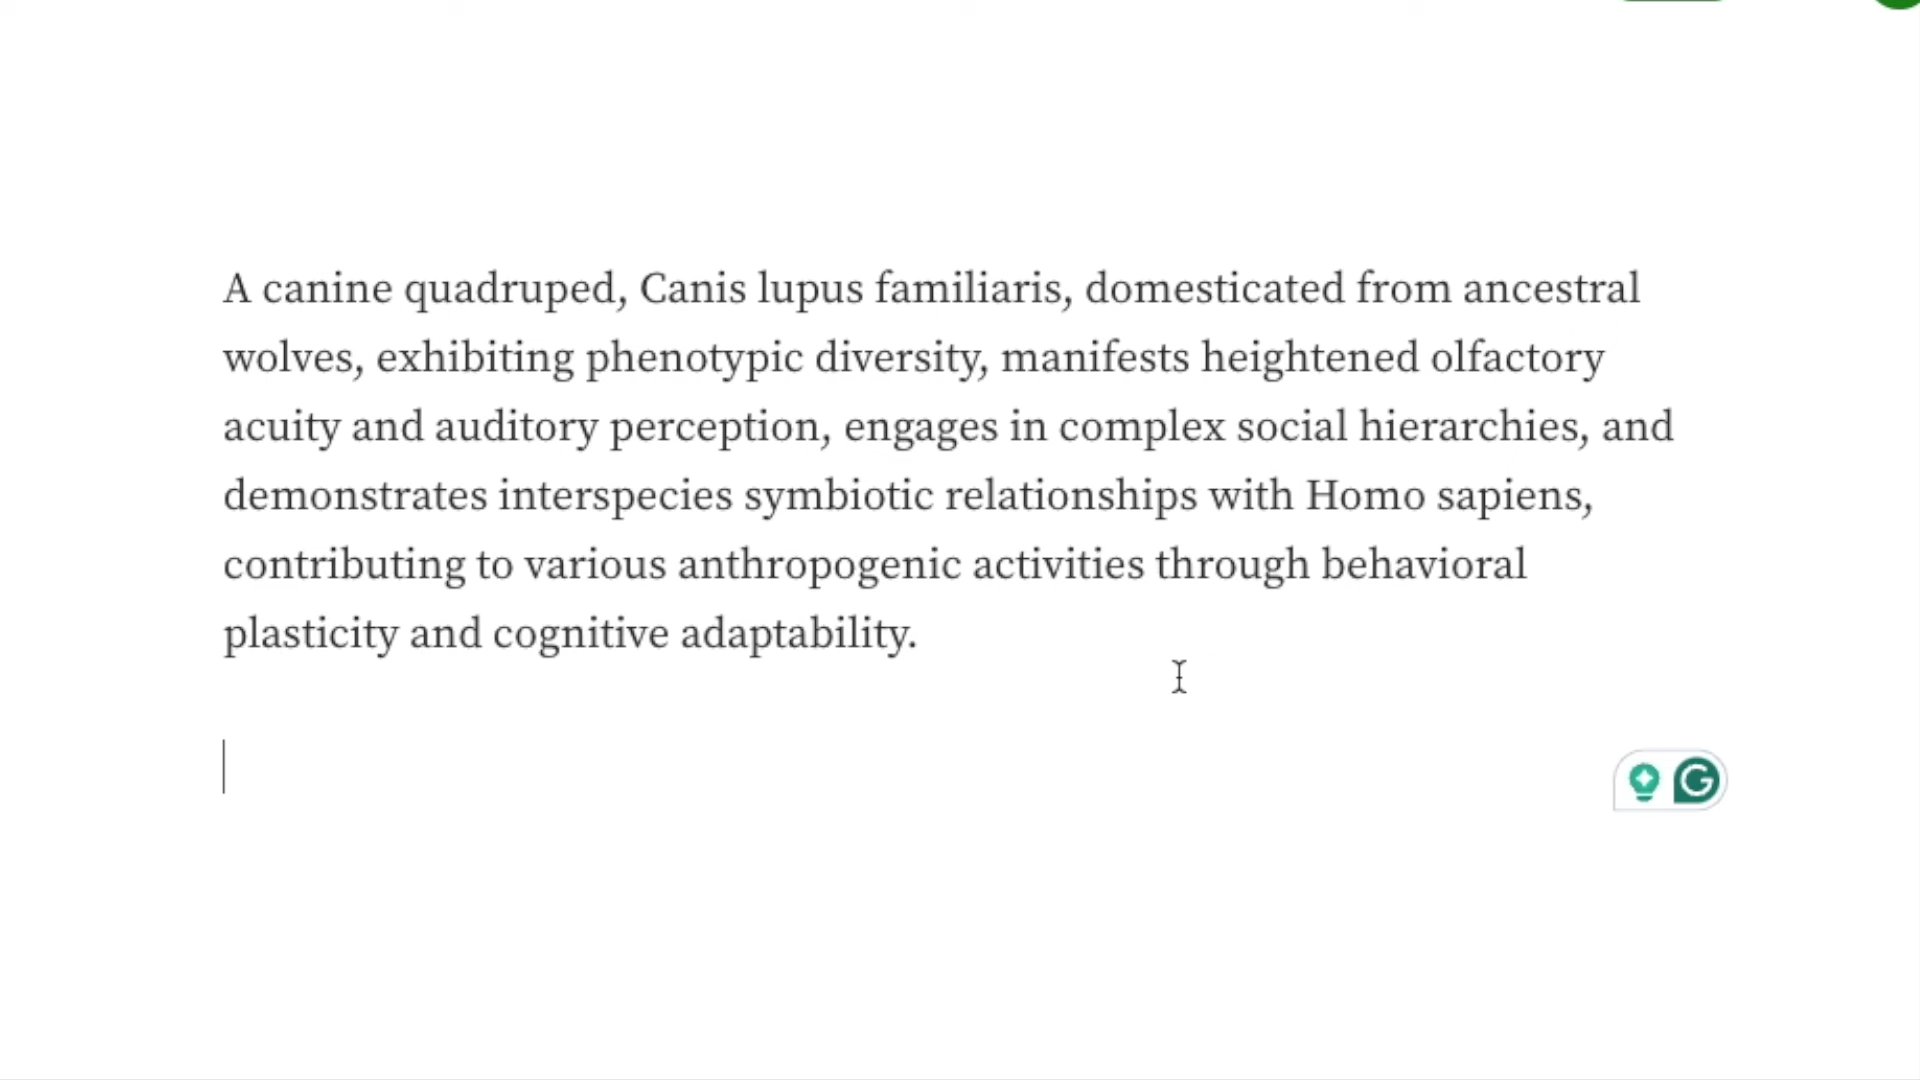 A canine quadruped, Canis lupus familiaris, domesticated from ancestral
wolves, exhibiting phenotypic diversity, manifests heightened olfactory
acuity and auditory perception, engages in complex social hierarchies, and
demonstrates interspecies symbiotic relationships with Homo sapiens,
contributing to various anthropogenic activities through behavioral
plasticity and cognitive adaptability.